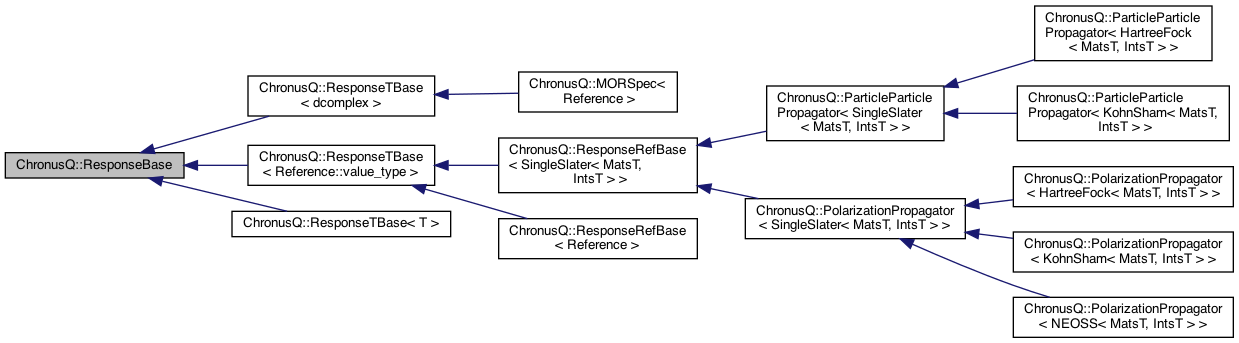 ChronusQ::ResponseBase
ChronusQ::ResponseTBase
< dcomplex >
ChronusQ::ResponseTBase
< Reference::value_type >
ChronusQ::ResponseTBase< T >
ChronusQ::MORSpec<
Reference >
ChronusQ::ResponseRefBase
< SingleSlater< MatsT,
IntsT > >
ChronusQ::ResponseRefBase
< Reference >
ChronusQ::ParticleParticle
Propagator< SingleSlater
< MatsT, IntsT > >
ChronusQ::PolarizationPropagator
< SingleSlater< MatsT, IntsT > >
ChronusQ::ParticleParticle
Propagator< HartreeFock
< MatsT, IntsT > >
ChronusQ::ParticleParticle
Propagator< KohnSham< MatsT,
IntsT > >
ChronusQ::PolarizationPropagator
< HartreeFock< MatsT, IntsT > >
ChronusQ::PolarizationPropagator
< KohnSham< MatsT, IntsT > >
ChronusQ::PolarizationPropagator
< NEOSS< MatsT, IntsT > >